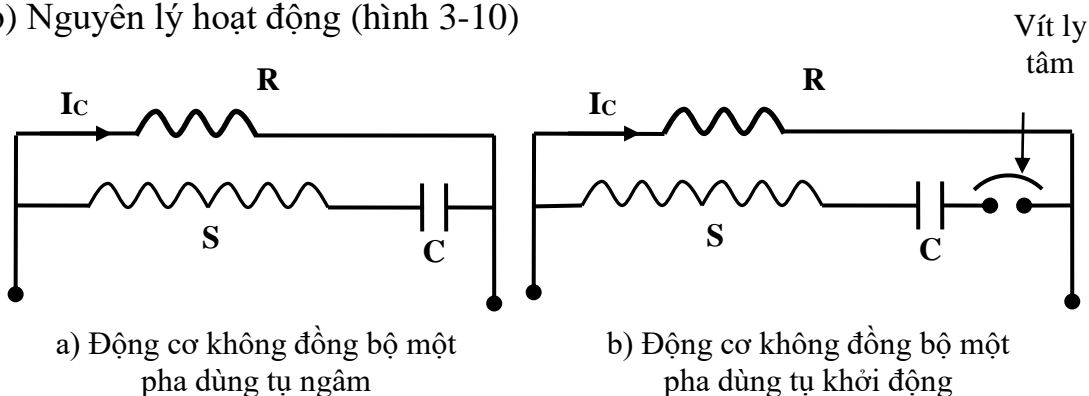 ) Nguyên lý hoạt động (hình 3-10)
Vít ly
tâm
R
IC
S
C
R
IC
S
C
a) Động cơ không đồng bộ một
pha dùng tụ ngâm
b) Động cơ không đồng bộ một
pha dùng tụ khởi động